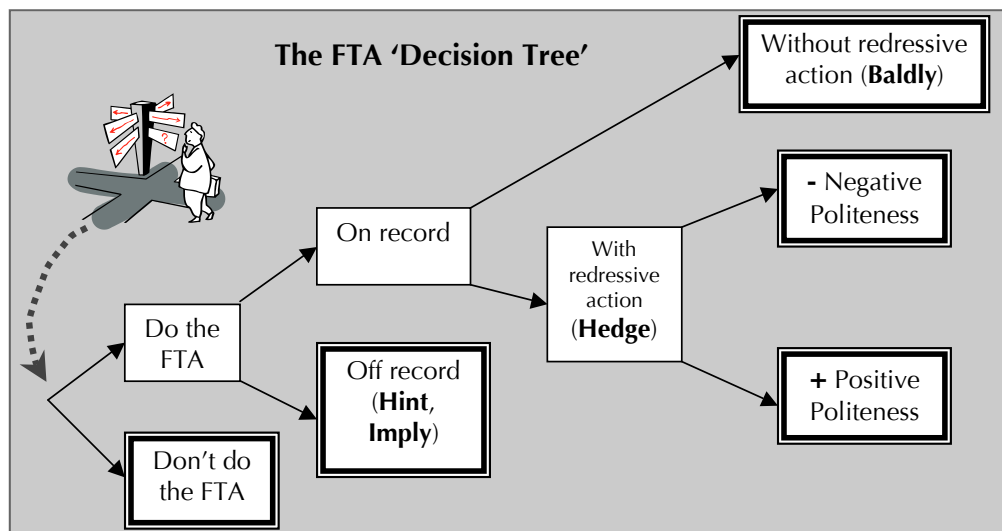 The FTA ‘Decision Tree’
Without redressive
action (Baldly)
?
- Negative
Politeness
On record
With
redressive
action
(Hedge)
Do the
FTA
Off record
(Hint,
Imply)
+ Positive
Politeness
Don't do
the FTA